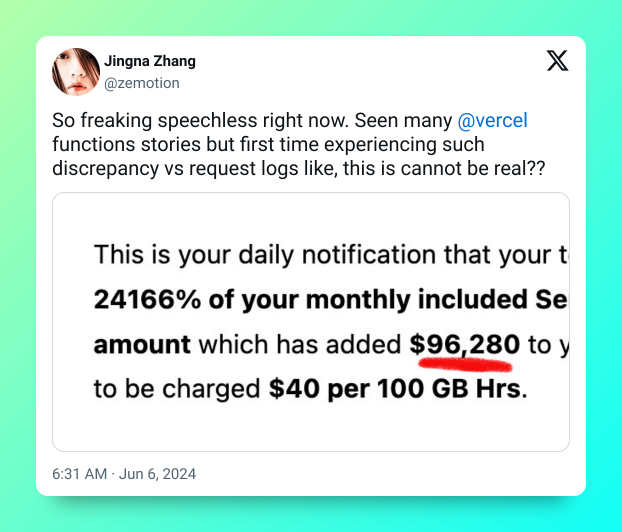 Jingna Zhang
@zemotion
So freaking speechless right now. Seen many @vercel
functions stories but first time experiencing such
discrepancy vs request logs like, this is cannot be real??
This is your daily notification that your t
24166% of your monthly included Se
amount which has added $96,280 to y
to be charged $40 per 100 GB Hrs.
6:31 AM · Jun 6, 2024